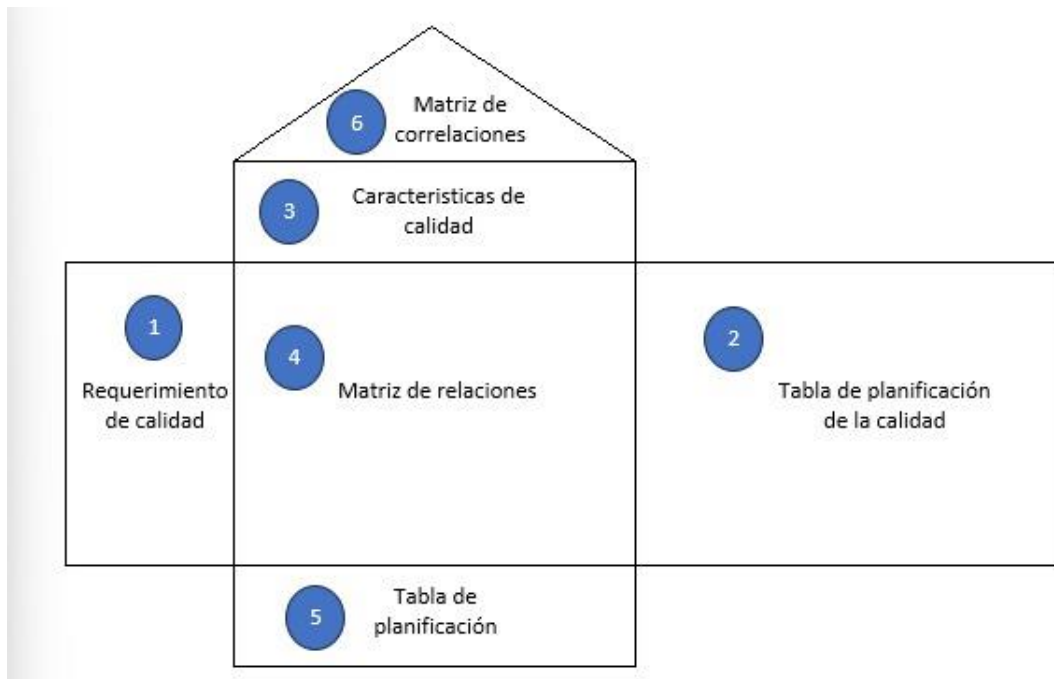 6
Matriz de
correlaciones
3
Caracteristicas de
calidad
1
Requerimiento
de calidad
4
Matriz de relaciones
2
Tabla de planificación
de la calidad
5
Tabla de
planificación